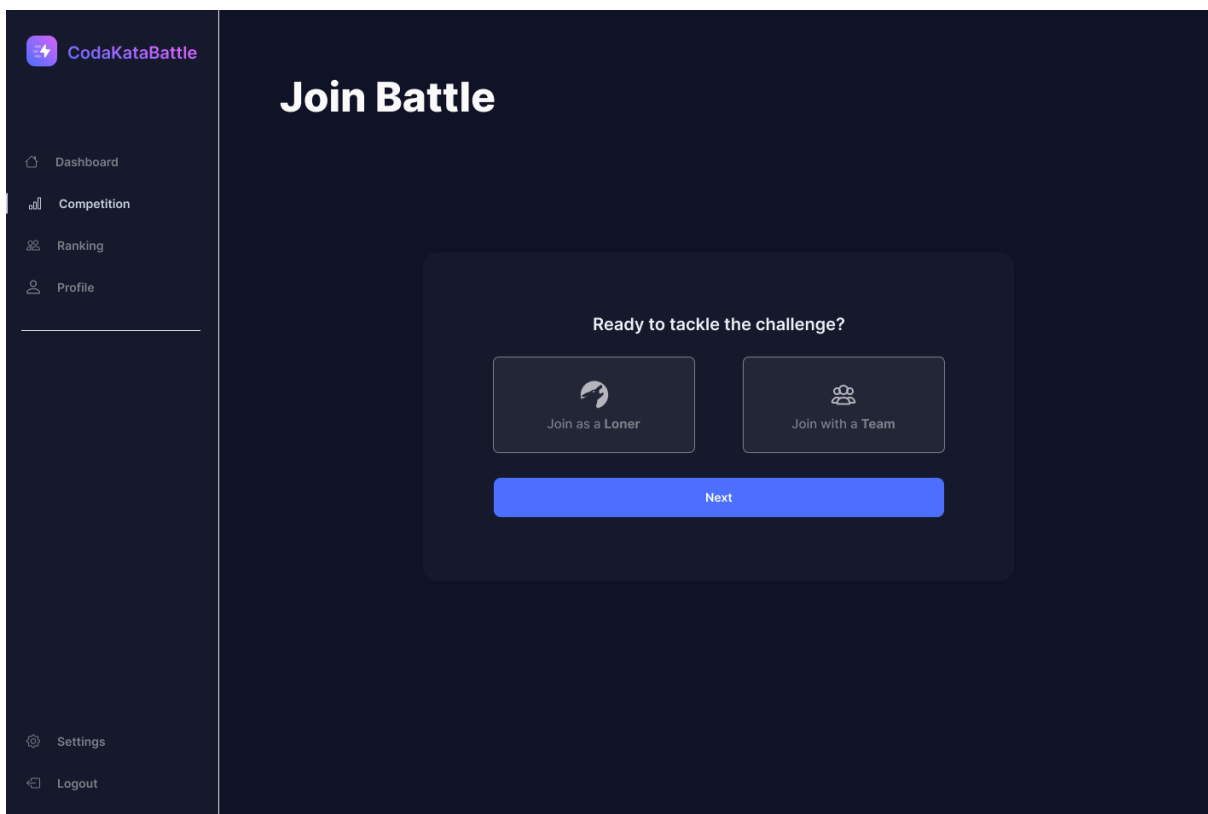 CodaKataBattle
Join Battle
Dashboard
Competition
Ranking
Profile
Ready to tackle the challenge?
Join as a Loner
Join with a Team
Next
Settings
Logout